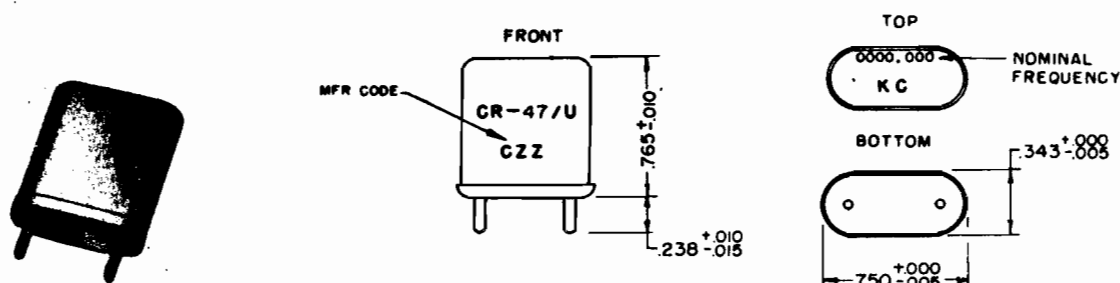 FRONT
MFR CODE
CR-47/U
CZZ
.765±.010
.238 +.010 -.015
TOP
0000.000
KC
NOMINAL
FREQUENCY
BOTTOM
.343 +.000 -.005
.750 +.000 -.005